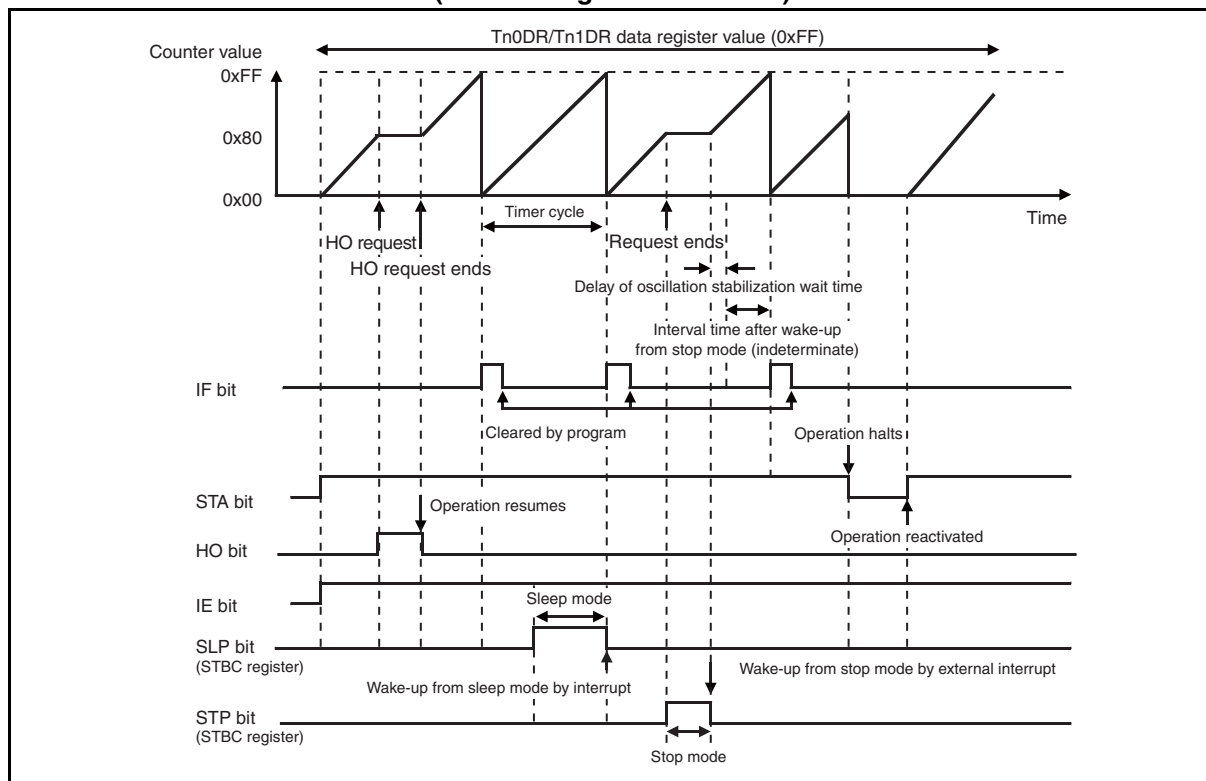 Tn0DR/Tn1DR data register value (0xFF)
Counter value
0xFF
0x80
0x00
Time
Timer cycle
HO request
HO request ends
Request ends
Delay of oscillation stabilization wait time
Interval time after wake-up
from stop mode (indeterminate)
IF bit
Cleared by program
Operation halts
STA bit
Operation resumes
Operation reactivated
HO bit
IE bit
Sleep mode
SLP bit
(STBC register)
Wake-up from sleep mode by interrupt
Wake-up from stop mode by external interrupt
STP bit
(STBC register)
Stop mode